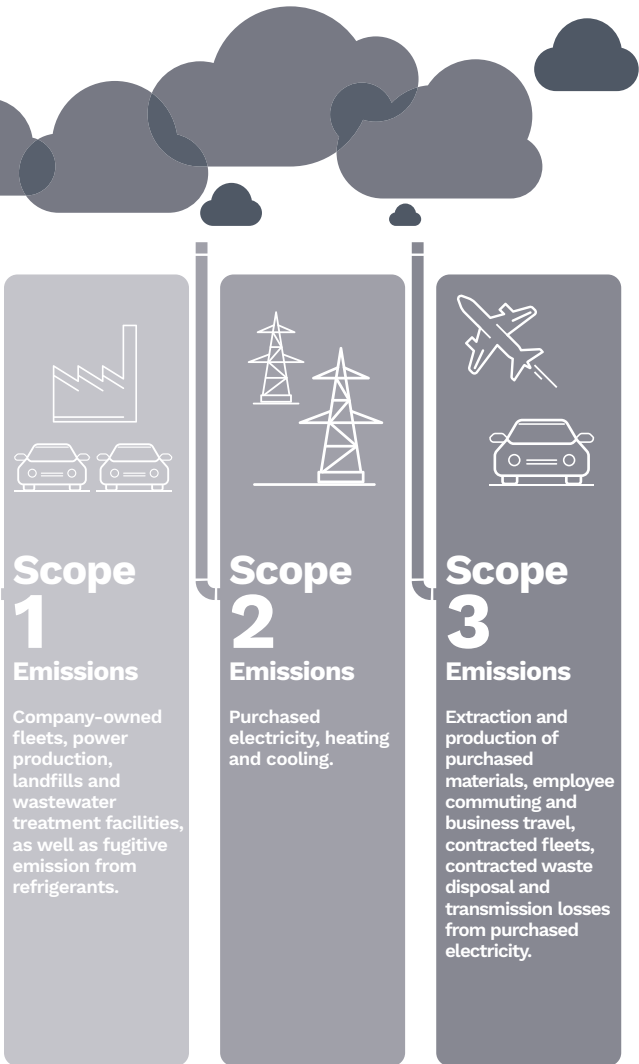 Scope
1
Emissions
Company-owned
fleets, power
production,
landfills and
wastewater
treatment facilities,
as well as fugitive
emission from
refrigerants.
Scope
2
Emissions
Purchased
electricity, heating
and cooling.
Scope
3
Emissions
Extraction and
production of
purchased
materials, employee
commuting and
business travel,
contracted fleets,
contracted waste
disposal and
transmission losses
from purchased
electricity.